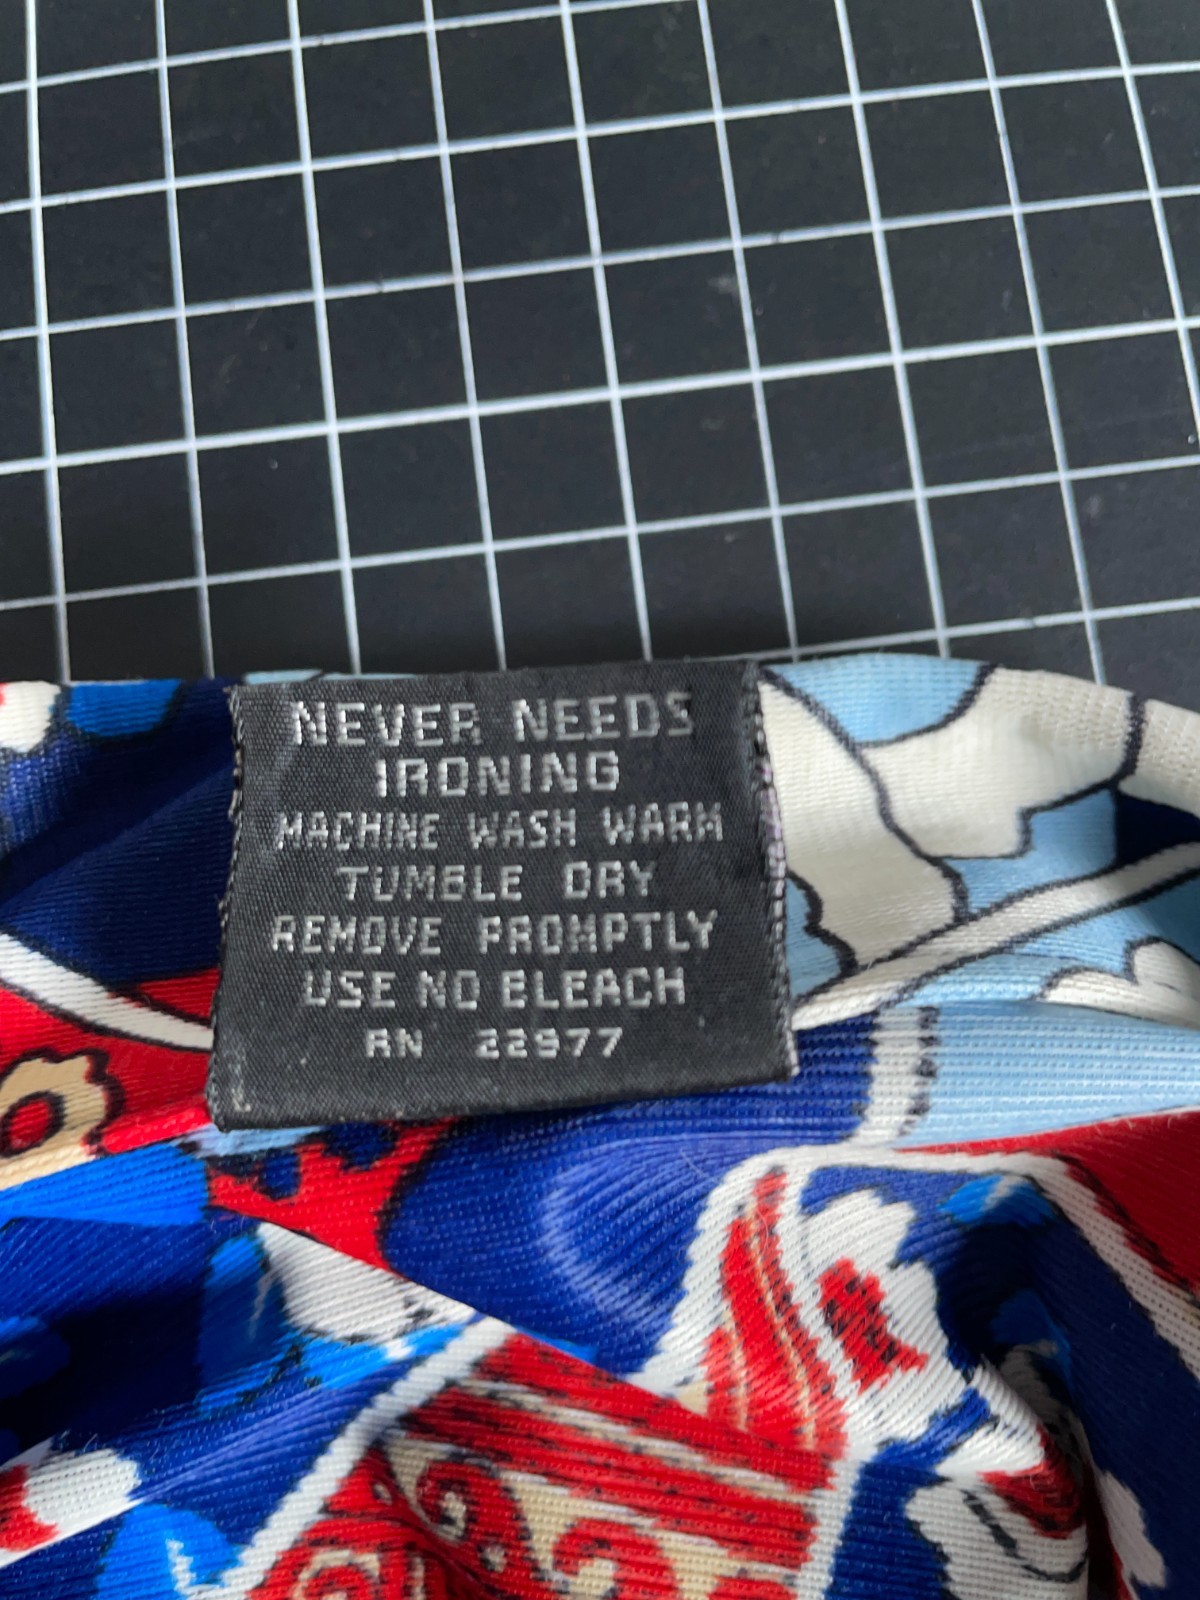 NEVER NEEDS
IRONING
MACHINE WASH WARM
TUMBLE DRY
REMOVE PROMPTLY
USE NO BLEACH
RN 22977